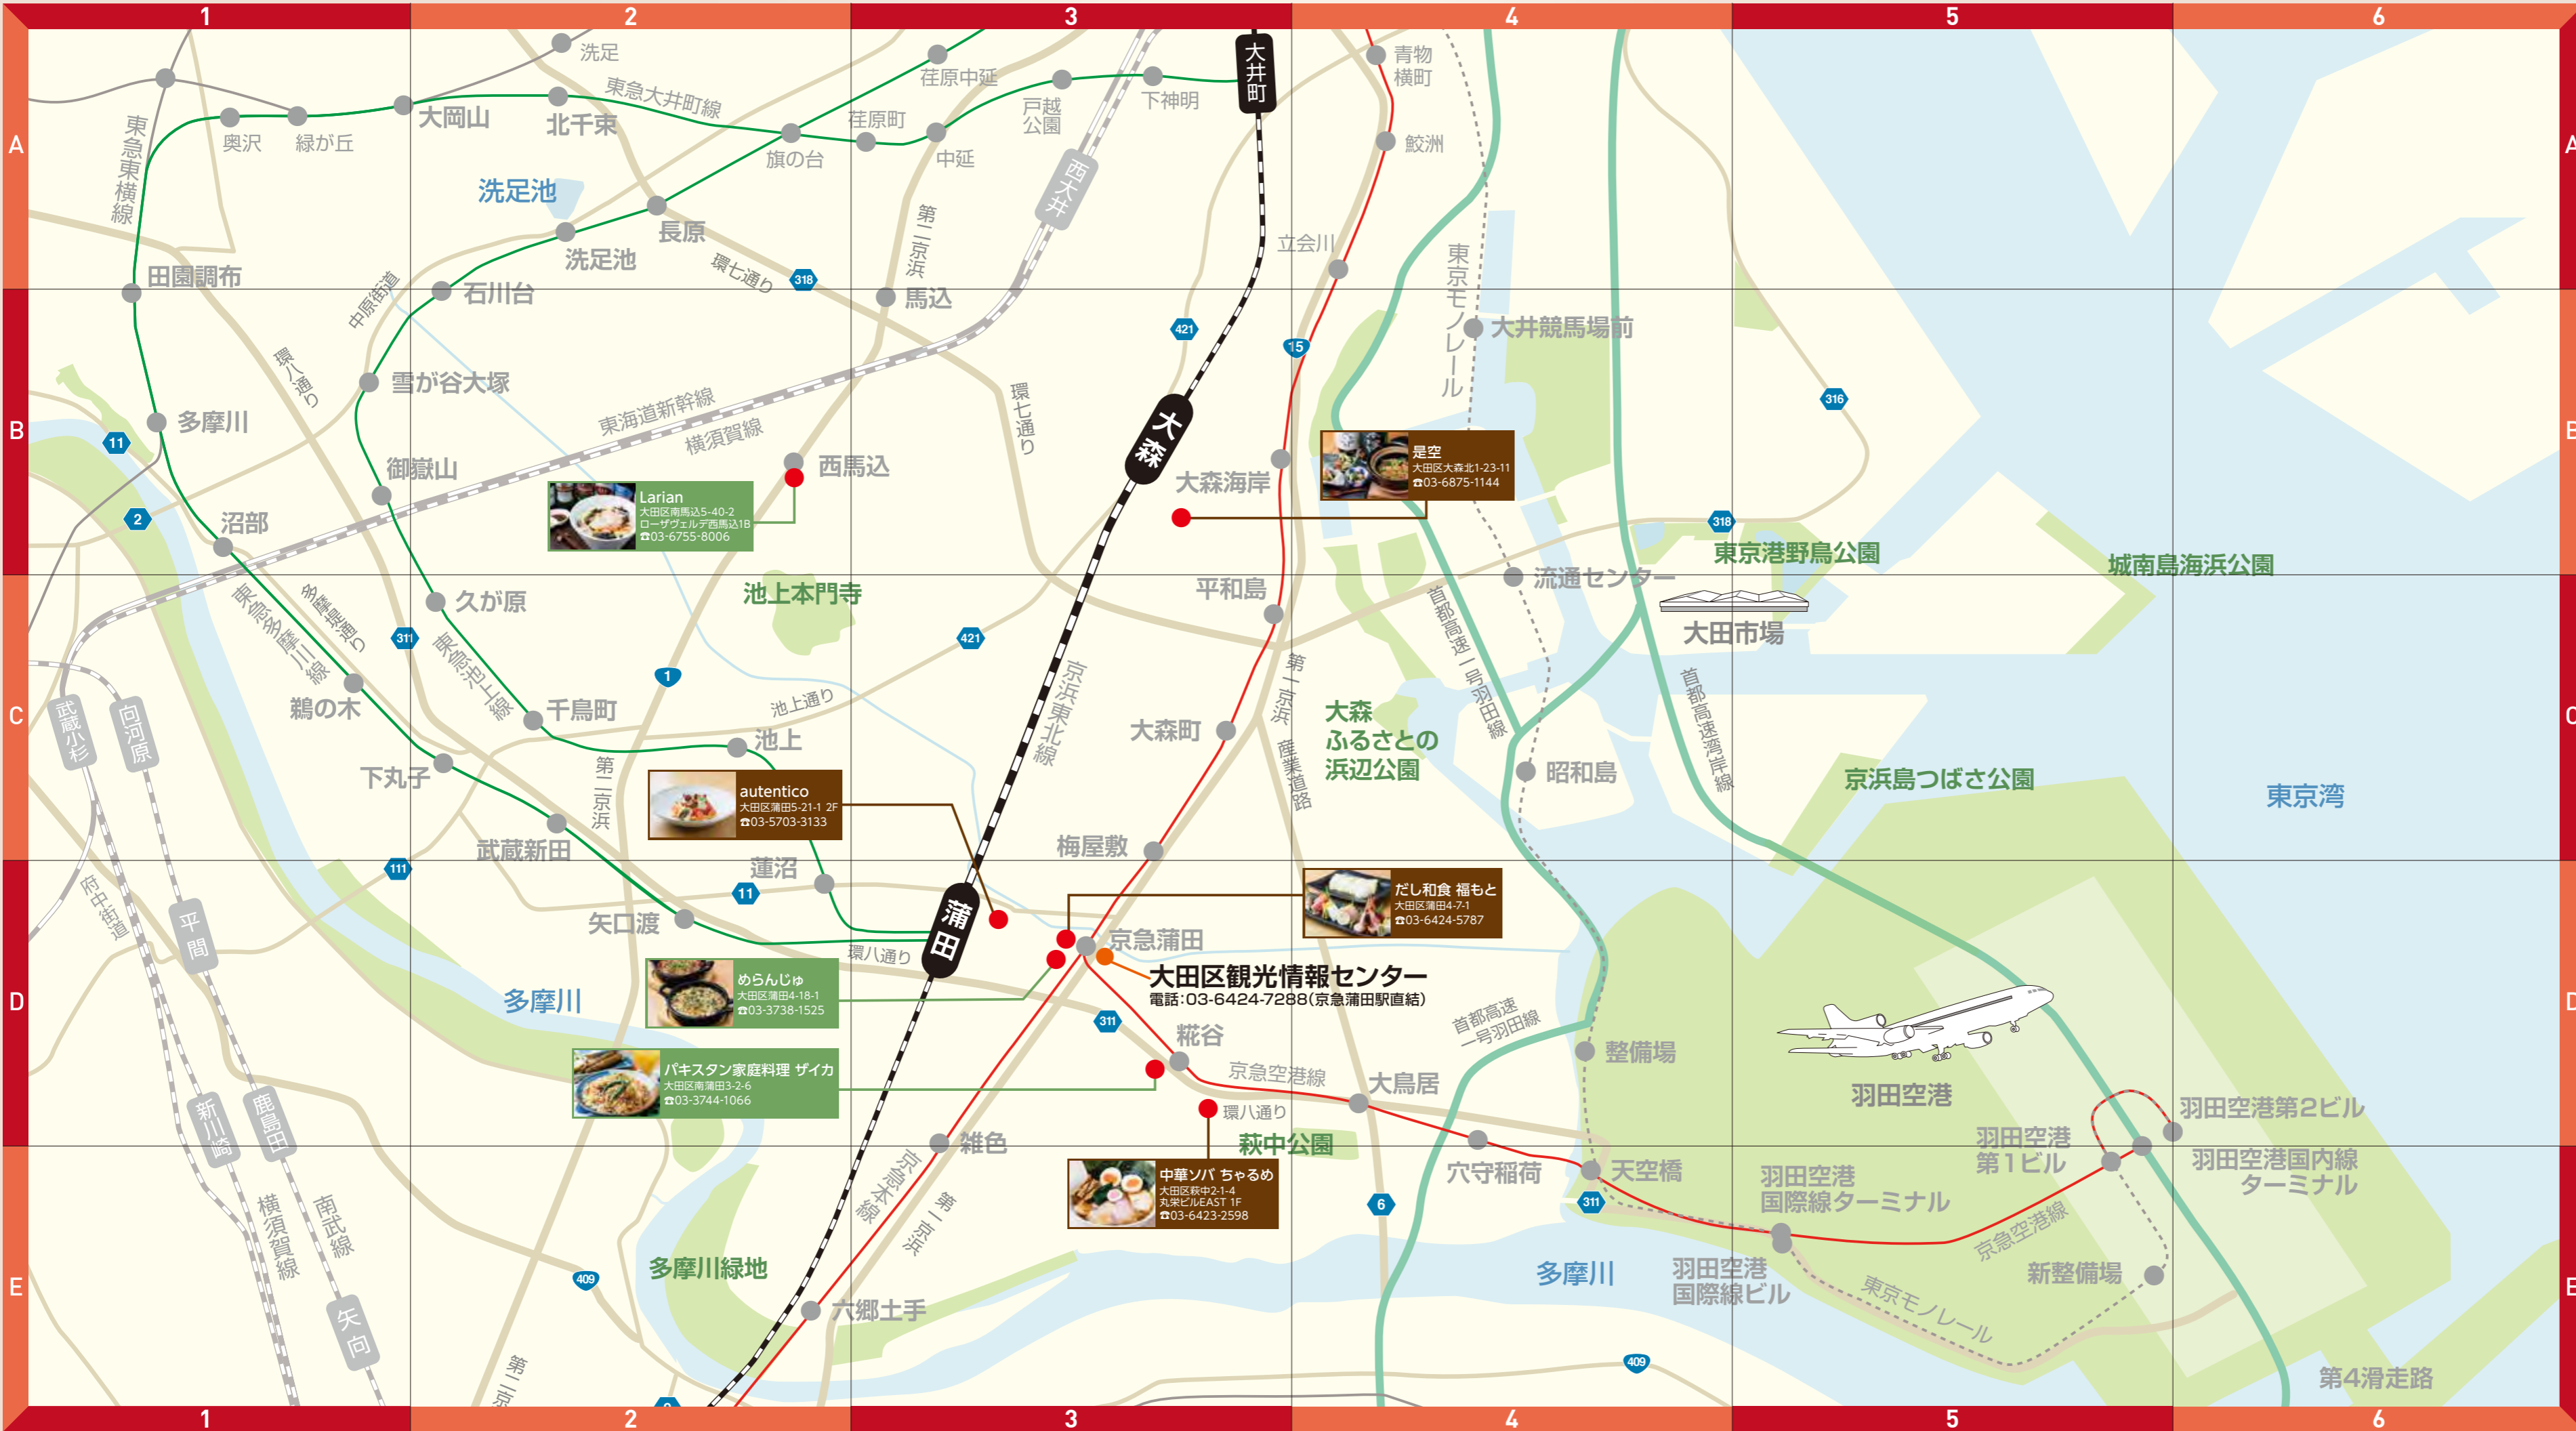 1
2
3
4
5
6
A
A
洗足
荏原中延
東急大井町線
大井町
青物
横町
戸越
公園
下神明
奥沢
緑が丘
大岡山
北千束
旗の台
荏原町
中延
鮫洲
東急東横線
西大井
洗足池
長原
洗足池
第二京浜
立会川
東京モノレール
田園調布
中原街道
石川台
環七通り
318
馬込
B
B
環八通り
雪が谷大塚
421
15
大井競馬場前
316
多摩川
11
東海道新幹線
横須賀線
環七通り
大森
御嶽山
西馬込
大森海岸
是空
大田区大森北1-23-11
☎03-6875-1144
2
沼部
Larian
大田区南馬込5-40-2
ローザヴェルデ西馬込1B
☎03-6755-8006
318
東京港野鳥公園
城南島海浜公園
C
C
流通センター
池上本門寺
平和島
久が原
東急多摩川線
多摩堤通り
311
東急池上線
421
首都高速一号羽田線
大田市場
1
京浜東北線
第一京浜
首都高速湾岸線
鵜の木
千鳥町
池上通り
大森町
大森
ふるさとの
浜辺公園
武蔵小杉
向河原
池上
産業道路
下丸子
第二京浜
昭和島
京浜島つばさ公園
東京湾
autentico
大田区蒲田5-21-1 2F
☎03-5703-3133
武蔵新田
梅屋敷
D
D
府中街道
111
蓮沼
11
だし和食 福もと
大田区蒲田4-7-1
☎03-6424-5787
平間
矢口渡
蒲田
環八通り
京急蒲田
大田区観光情報センター
電話:03-6424-7288(京急蒲田駅直結)
めらんじゅ
大田区蒲田4-18-1
☎03-3738-1525
多摩川
311
首都高速
一号羽田線
糀谷
整備場
パキスタン家庭料理 ザイカ
大田区南蒲田3-2-6
☎03-3744-1066
京急空港線
大鳥居
羽田空港
環八通り
羽田空港第2ビル
新川崎
鹿島田
E
E
雑色
萩中公園
穴守稲荷
天空橋
羽田空港
第1ビル
羽田空港国内線
ターミナル
中華ソバ ちゃるめ
大田区萩中2-1-4
丸栄ビルEAST 1F
☎03-6423-2598
6
311
羽田空港
国際線ターミナル
京急本線
第一京浜
横須賀線
南武線
京急空港線
多摩川緑地
409
多摩川
羽田空港
国際線ビル
新整備場
東京モノレール
六郷土手
矢向
第二京
409
第4滑走路
1
2
3
4
5
6